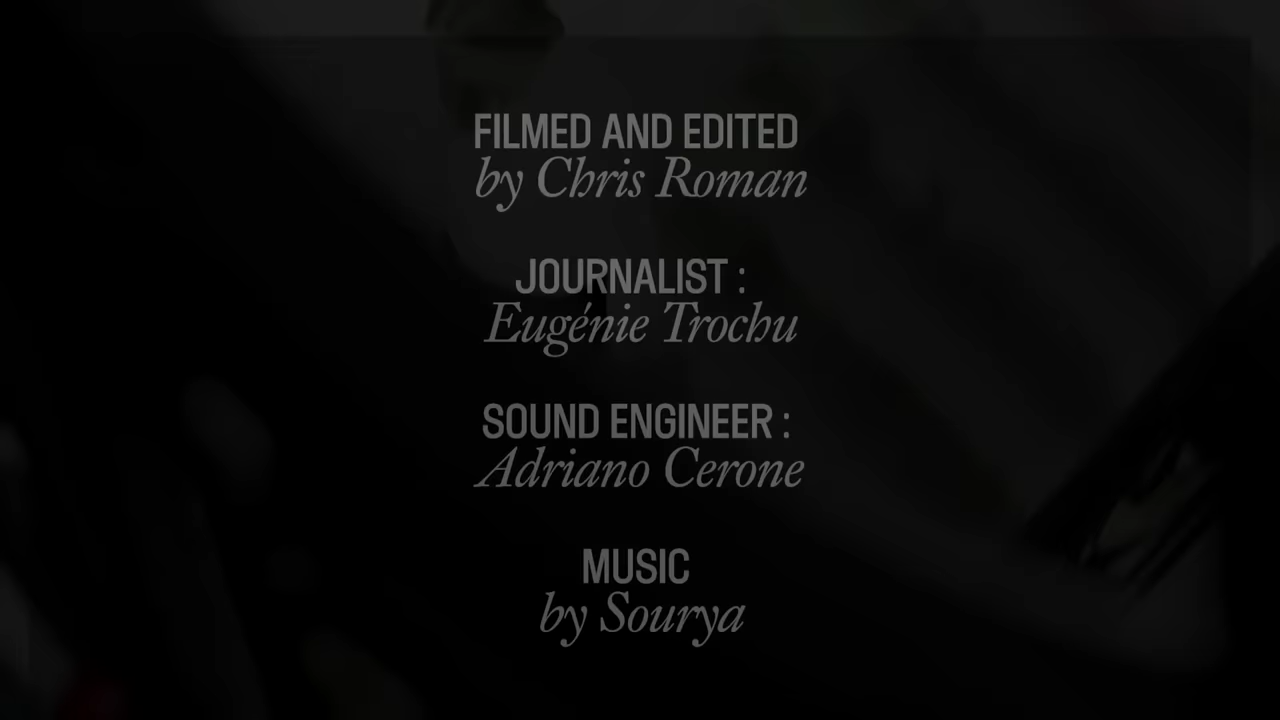 FILMED AND EDITED
by Chris Roman
JOURNALIST :
Eugénie Trochu
SOUND ENGINEER :
Adriano Cerone
MUSIC
by Sourya